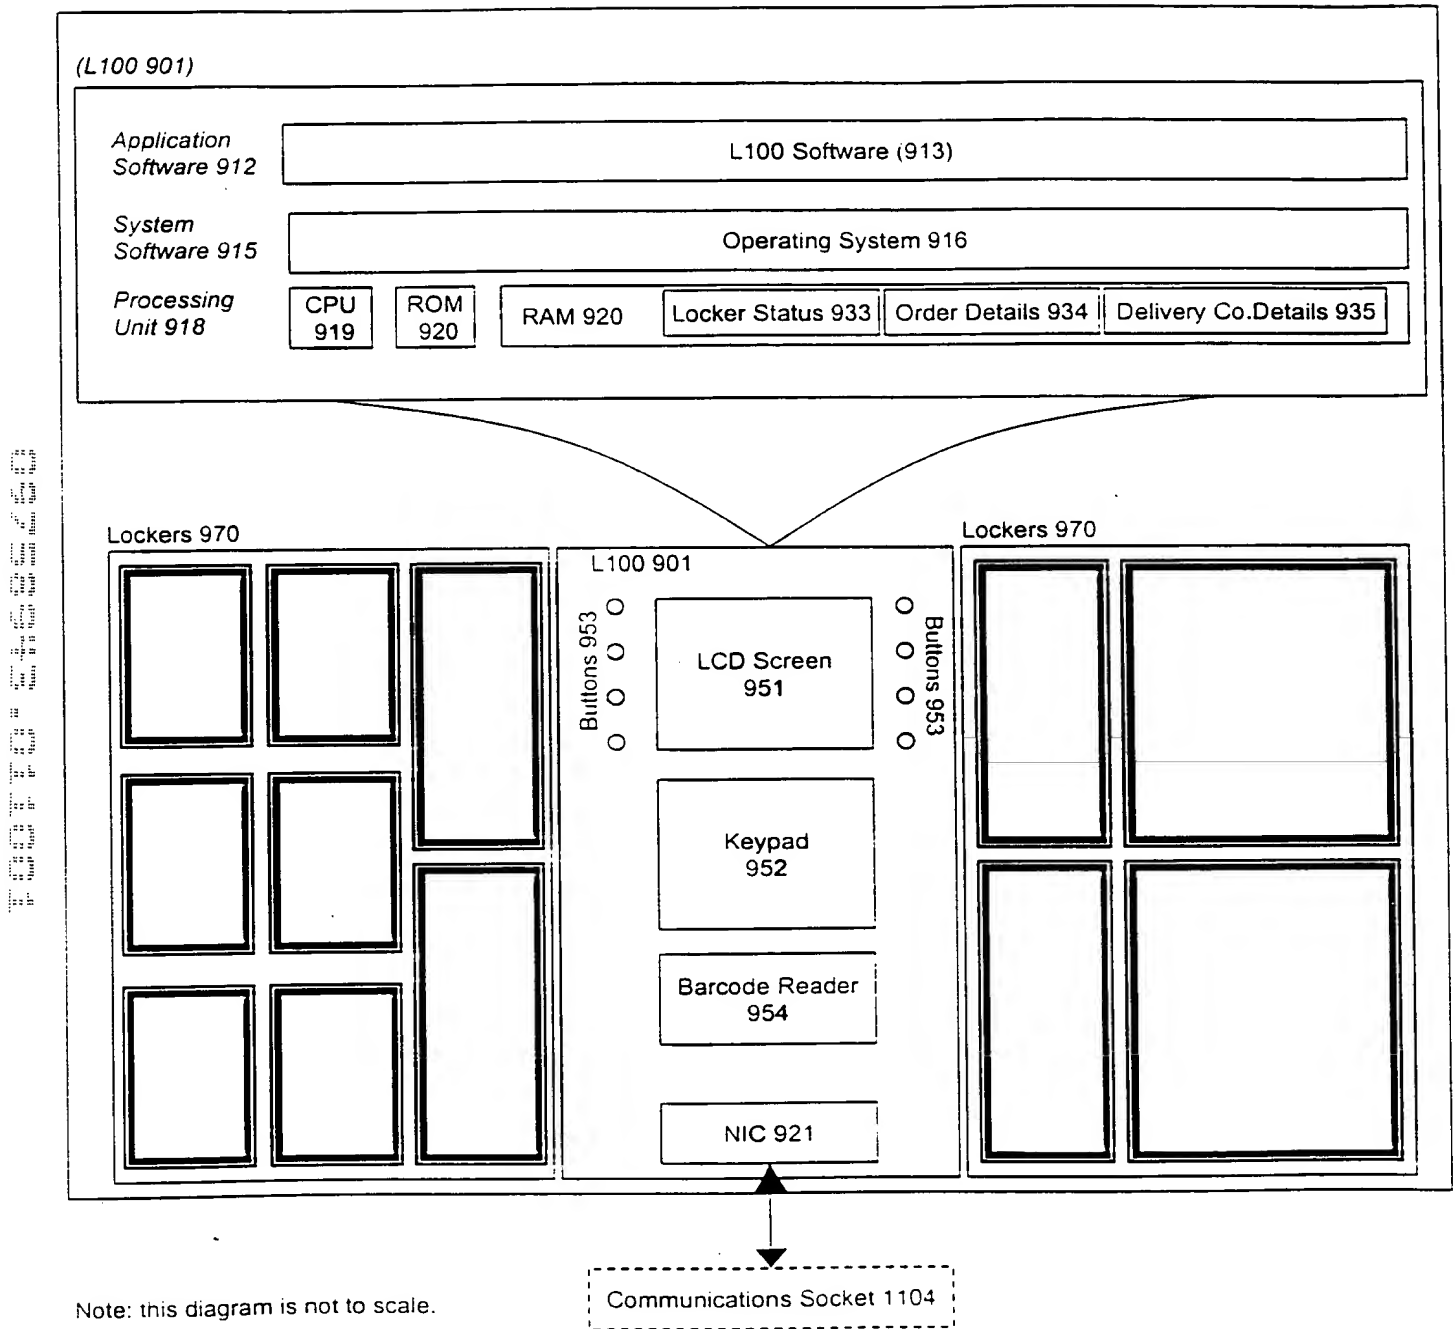 (L100 901)
Application
Software 912
L100 Software (913)
System
Software 915
Operating System 916
Processing
Unit 918
CPU
919
ROM
920
RAM 920
Locker Status 933
Order Details 934
Delivery Co.Details 935
Lockers 970
L100 901
Lockers 970
Buttons 953
LCD Screen
951
Buttons 953
Keypad
952
Barcode Reader
954
NIC 921
Communications Socket 1104
Note: this diagram is not to scale.